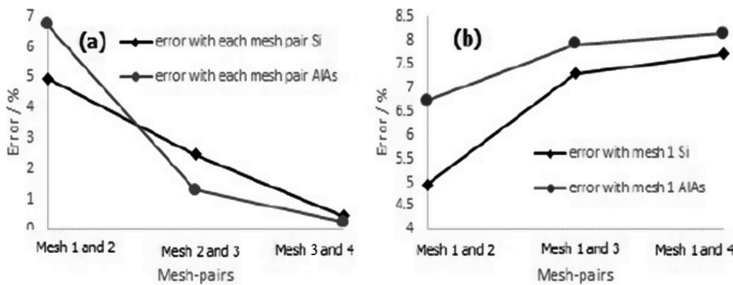 (a)
error with each mesh pair Si
error with each mesh pair AlAs
Error / %
7
6
5
4
3
2
1
0
Mesh 1 and 2
Mesh 2 and 3
Mesh 3 and 4
Mesh-pairs
(b)
error with mesh 1 Si
error with mesh 1 AlAs
Error / %
8.5
8
7.5
7
6.5
6
5.5
5
4.5
4
Mesh 1 and 2
Mesh 1 and 3
Mesh 1 and 4
Mesh-pairs